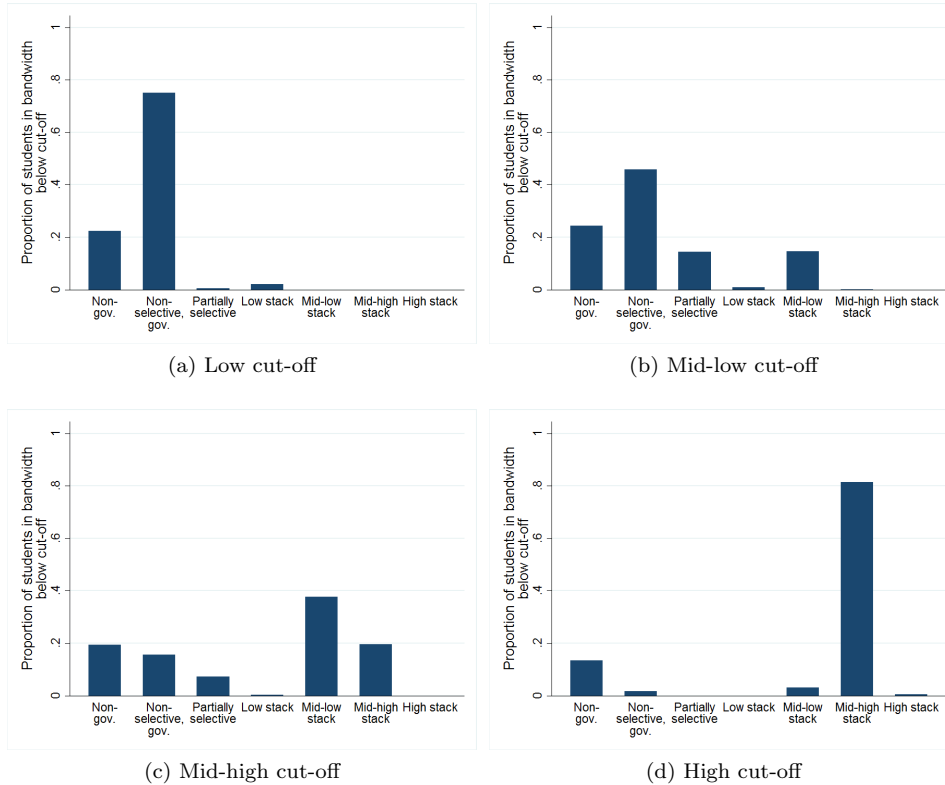 Proportion of students in bandwidth
below cut-off
1
.8
.6
.4
.2
0
Non-
gov.
Non-
selective,
gov.
Partially
selective
Low stack
Mid-low
stack
Mid-high
stack
High stack
(a) Low cut-off
Proportion of students in bandwidth
below cut-off
1
.8
.6
.4
.2
0
Non-
gov.
Non-
selective,
gov.
Partially
selective
Low stack
Mid-low
stack
Mid-high
stack
High stack
(b) Mid-low cut-off
Proportion of students in bandwidth
below cut-off
1
.8
.6
.4
.2
0
Non-
gov.
Non-
selective,
gov.
Partially
selective
Low stack
Mid-low
stack
Mid-high
stack
High stack
(c) Mid-high cut-off
Proportion of students in bandwidth
below cut-off
1
.8
.6
.4
.2
0
Non-
gov.
Non-
selective,
gov.
Partially
selective
Low stack
Mid-low
stack
Mid-high
stack
High stack
(d) High cut-off